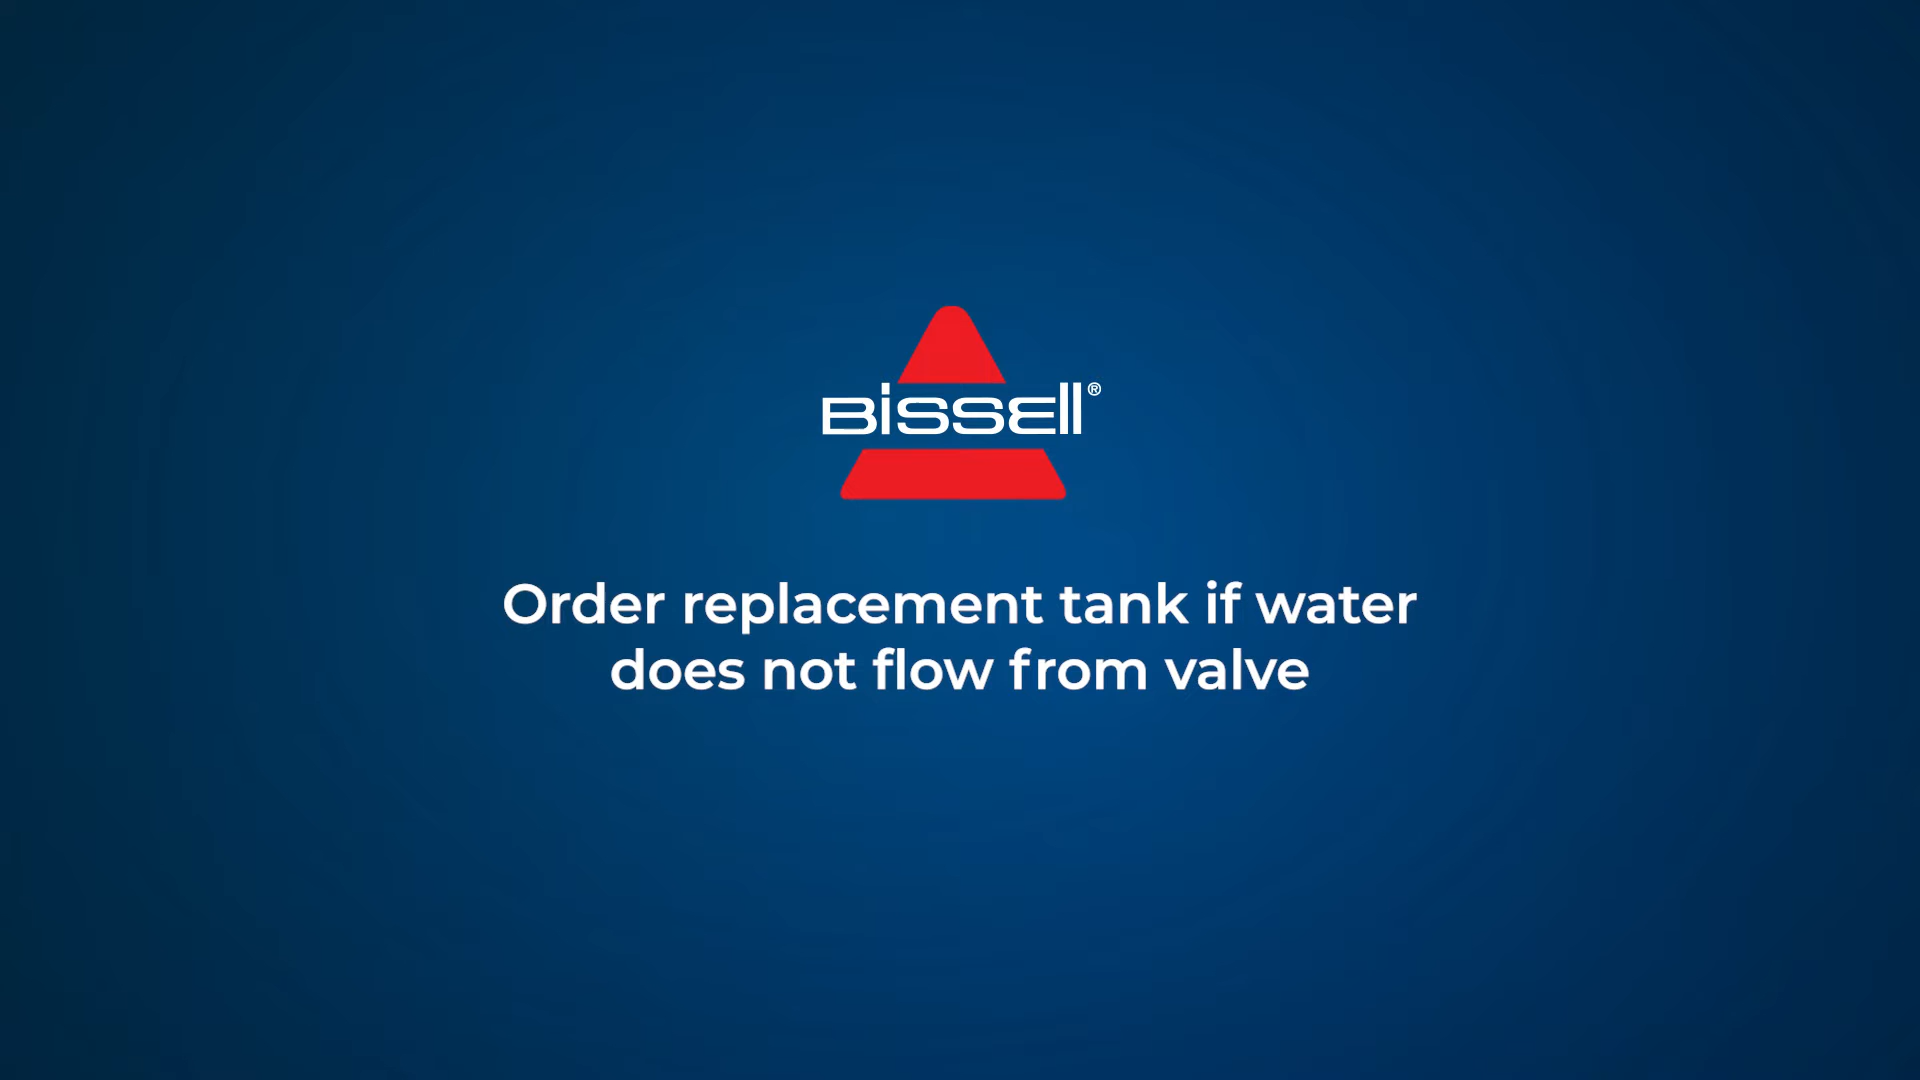 BISSELL®
Order replacement tank if water
does not flow from valve